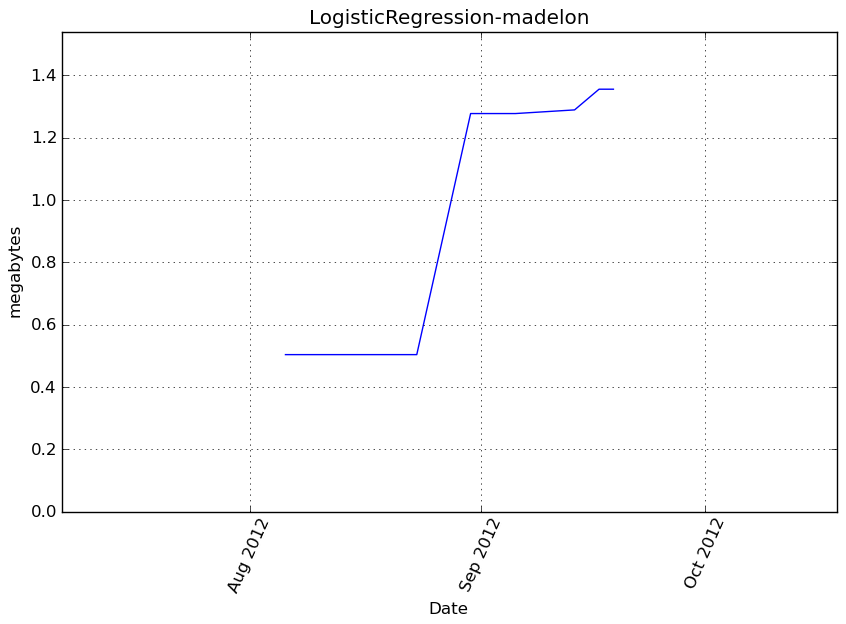 LogisticRegression-madelon
megabytes
1.4
1.2
1.0
0.8
0.6
0.4
0.2
0.0
Aug 2012
Sep 2012
Oct 2012
Date